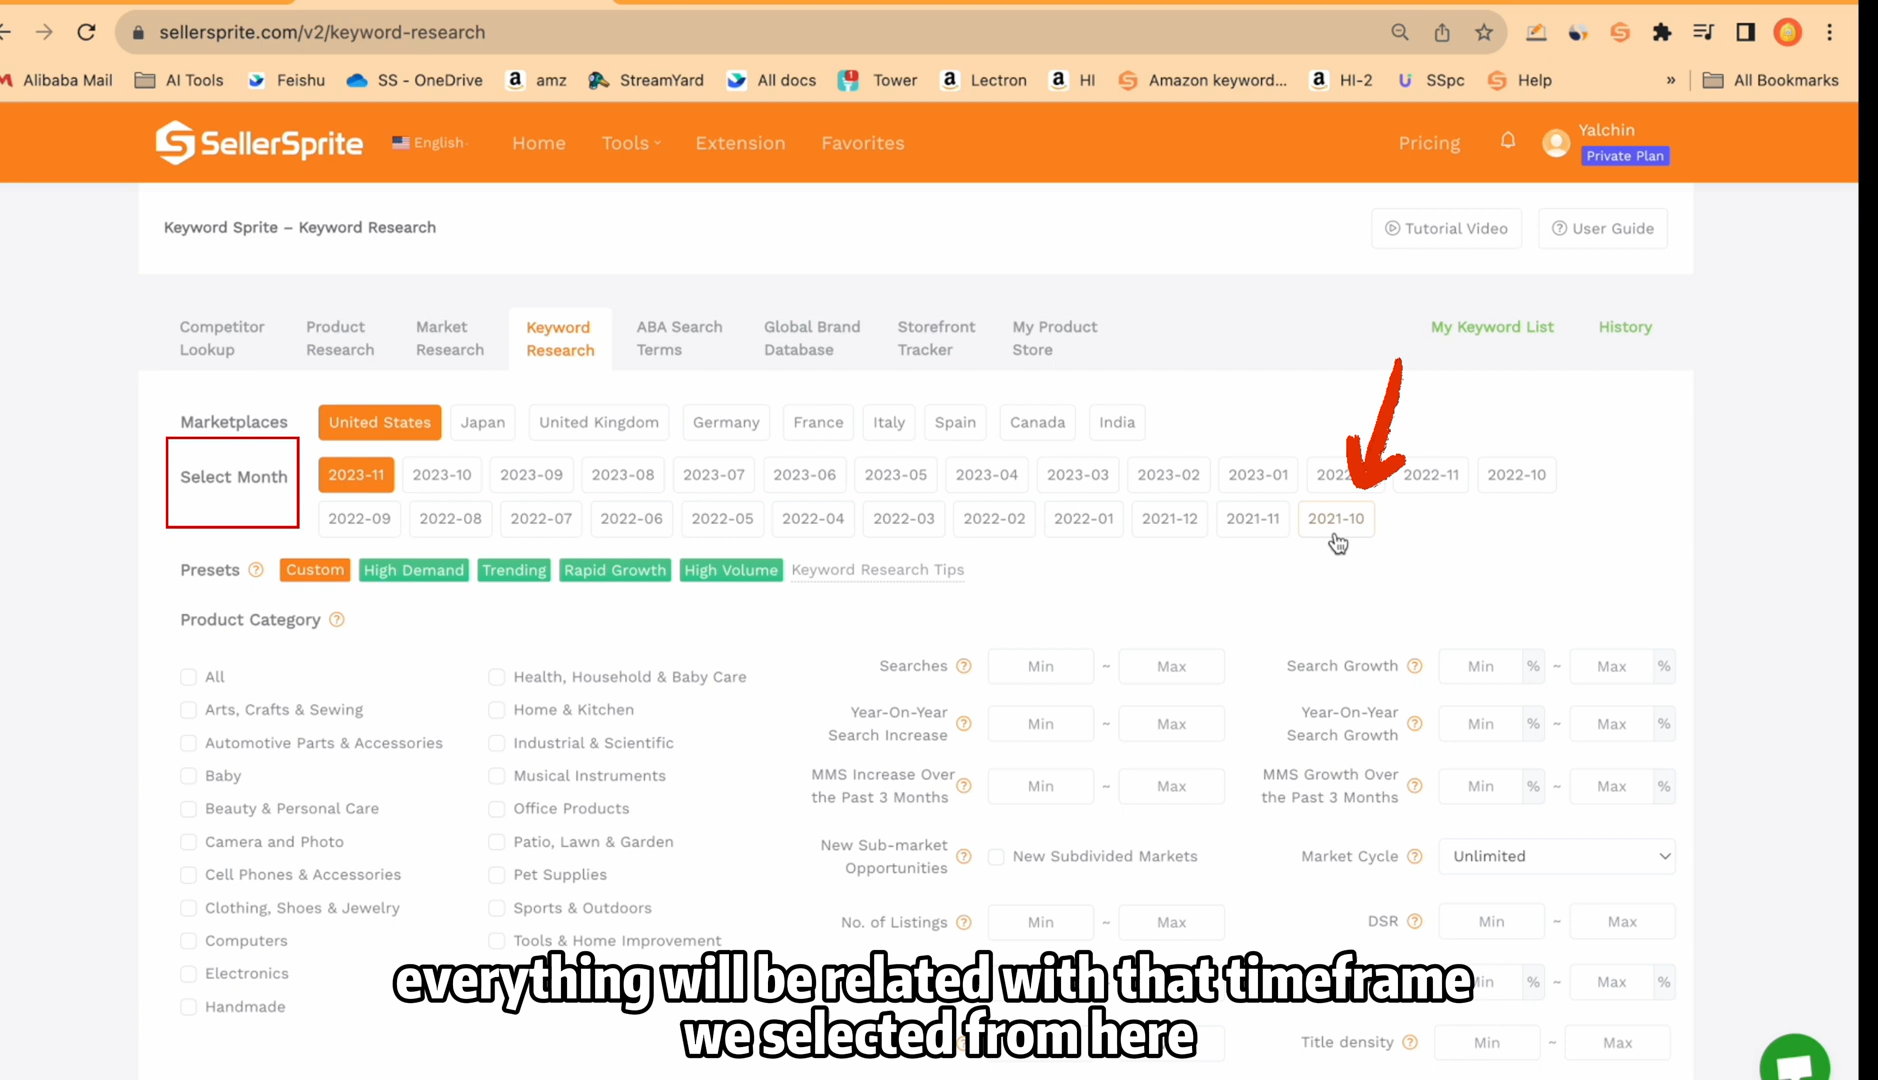 sellersprite.com/v2/keyword-research
Alibaba Mail AI Tools Feishu SS - OneDrive amz StreamYard All docs Tower Lectron HI Amazon keyword... HI-2 SSpc Help » All Bookmarks
SellerSprite English Home Tools Extension Favorites Pricing Yalchin
Private Plan
Keyword Sprite – Keyword Research Tutorial Video User Guide
Competitor Lookup Product Research Market Research Keyword Research ABA Search Terms Global Brand Database Storefront Tracker My Product Store My Keyword List History
Marketplaces United States Japan United Kingdom Germany France Italy Spain Canada India
Select Month 2023-11 2023-10 2023-09 2023-08 2023-07 2023-06 2023-05 2023-04 2023-03 2023-02 2023-01 2022-11 2022-10
2022-09 2022-08 2022-07 2022-06 2022-05 2022-04 2022-03 2022-02 2022-01 2021-12 2021-11 2021-10
Presets Custom High Demand Trending Rapid Growth High Volume Keyword Research Tips
Product Category
All
Arts, Crafts & Sewing
Automotive Parts & Accessories
Baby
Beauty & Personal Care
Camera and Photo
Cell Phones & Accessories
Clothing, Shoes & Jewelry
Computers
Electronics
Handmade
Health, Household & Baby Care
Home & Kitchen
Industrial & Scientific
Musical Instruments
Office Products
Patio, Lawn & Garden
Pet Supplies
Sports & Outdoors
Tools & Home Improvement
Searches Min ~ Max
Search Growth Min % ~ Max %
Year-On-Year Search Increase Min ~ Max
Year-On-Year Search Growth Min % ~ Max %
MMS Increase Over the Past 3 Months Min ~ Max
MMS Growth Over the Past 3 Months Min % ~ Max %
New Sub-market Opportunities New Subdivided Markets
Market Cycle Unlimited
No. of Listings Min ~ Max
DSR Min ~ Max
Min % ~ Max %
Title density Min ~ Max
everything will be related with that timeframe
we selected from here